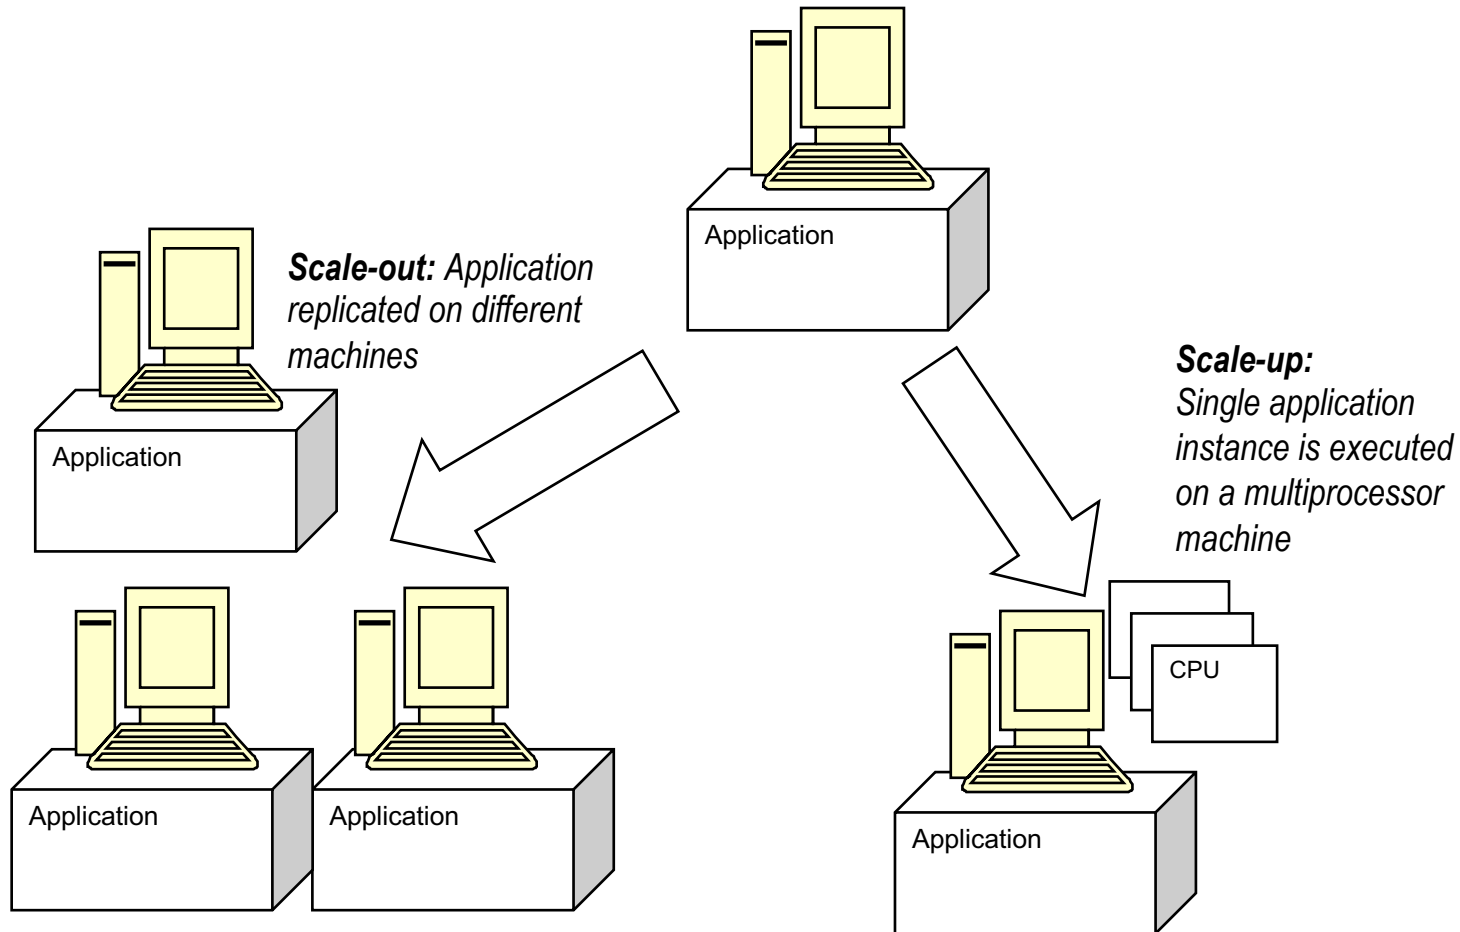 Application
Scale-out: Application
replicated on different
machines
Application
Scale-up:
Single application
instance is executed
on a multiprocessor
machine
CPU
Application
Application
Application